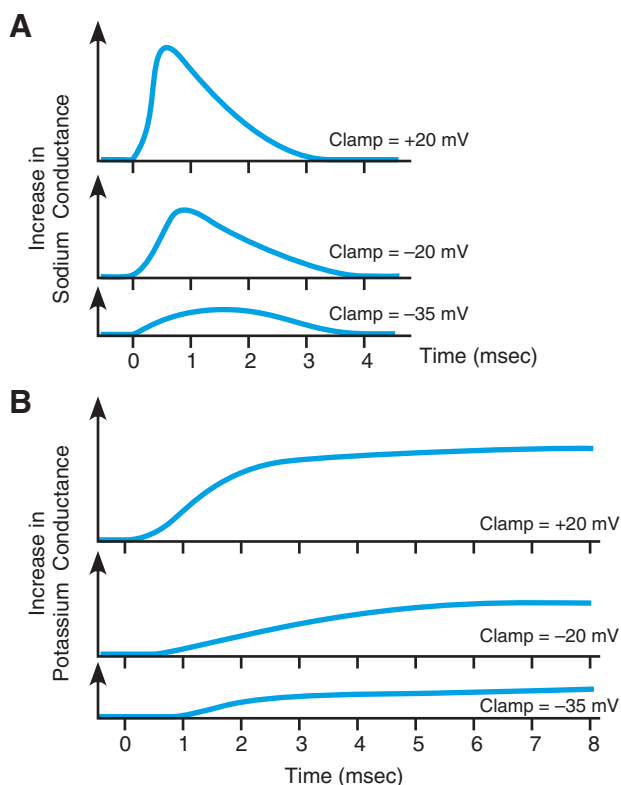 A
Increase in
Sodium Conductance
Clamp = +20 mV
Clamp = –20 mV
Clamp = –35 mV
0 1 2 3 4 Time (msec)
B
Increase in
Potassium Conductance
Clamp = +20 mV
Clamp = –20 mV
Clamp = –35 mV
0 1 2 3 4 5 6 7 8
Time (msec)